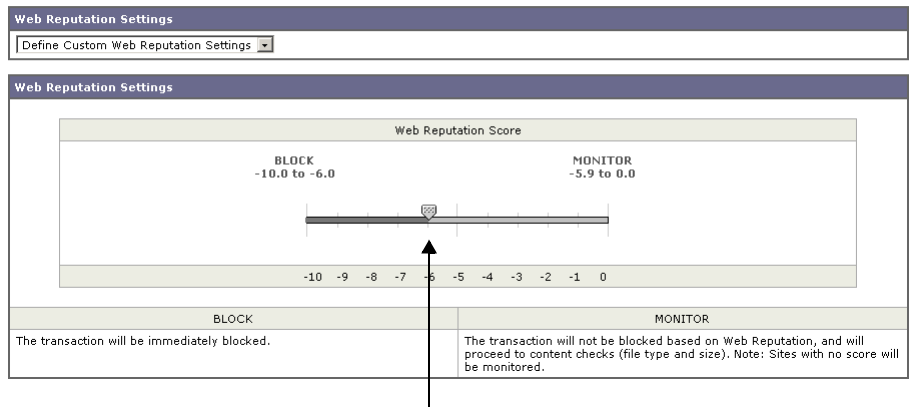 Web Reputation Settings
Define Custom Web Reputation Settings
Web Reputation Settings
Web Reputation Score
BLOCK
-10.0 to -6.0
MONITOR
-5.9 to 0.0
-10 -9 -8 -7 -6 -5 -4 -3 -2 -1 0
BLOCK
The transaction will be immediately blocked.
MONITOR
The transaction will not be blocked based on Web Reputation, and will
proceed to content checks (file type and size). Note: Sites with no score will
be monitored.